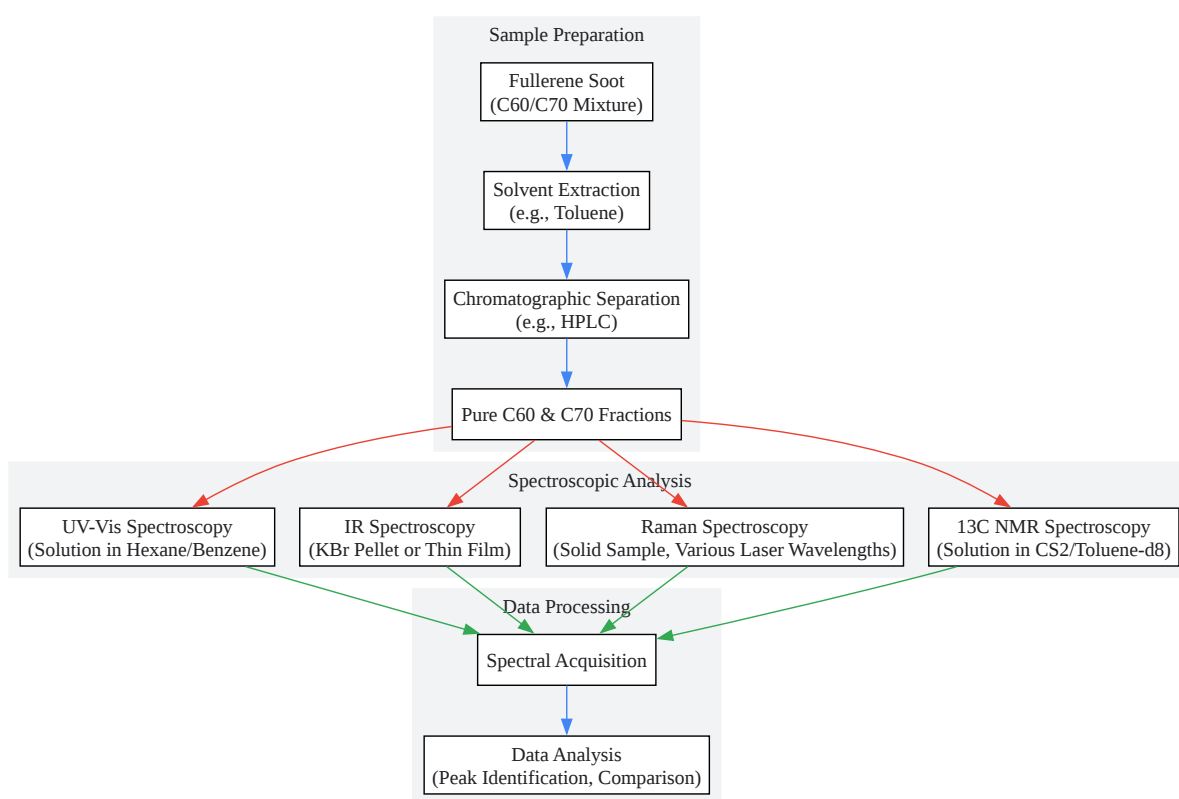 Sample Preparation
Fullerene Soot
(C60/C70 Mixture)
Solvent Extraction
(e.g., Toluene)
Chromatographic Separation
(e.g., HPLC)
Pure C60 & C70 Fractions
Spectroscopic Analysis
UV-Vis Spectroscopy
(Solution in Hexane/Benzene)
IR Spectroscopy
(KBr Pellet or Thin Film)
Raman Spectroscopy
(Solid Sample, Various Laser Wavelengths)
13C NMR Spectroscopy
(Solution in CS2/Toluene-d8)
Data Processing
Spectral Acquisition
Data Analysis
(Peak Identification, Comparison)